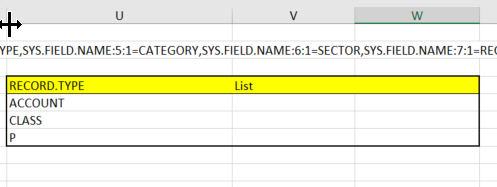 U V W
YPE,SYS.FIELD.NAME:5:1=CATEGORY,SYS.FIELD.NAME:6:1=SECTOR,SYS.FIELD.NAME:7:1=REC
RECORD.TYPE List
ACCOUNT
CLASS
P